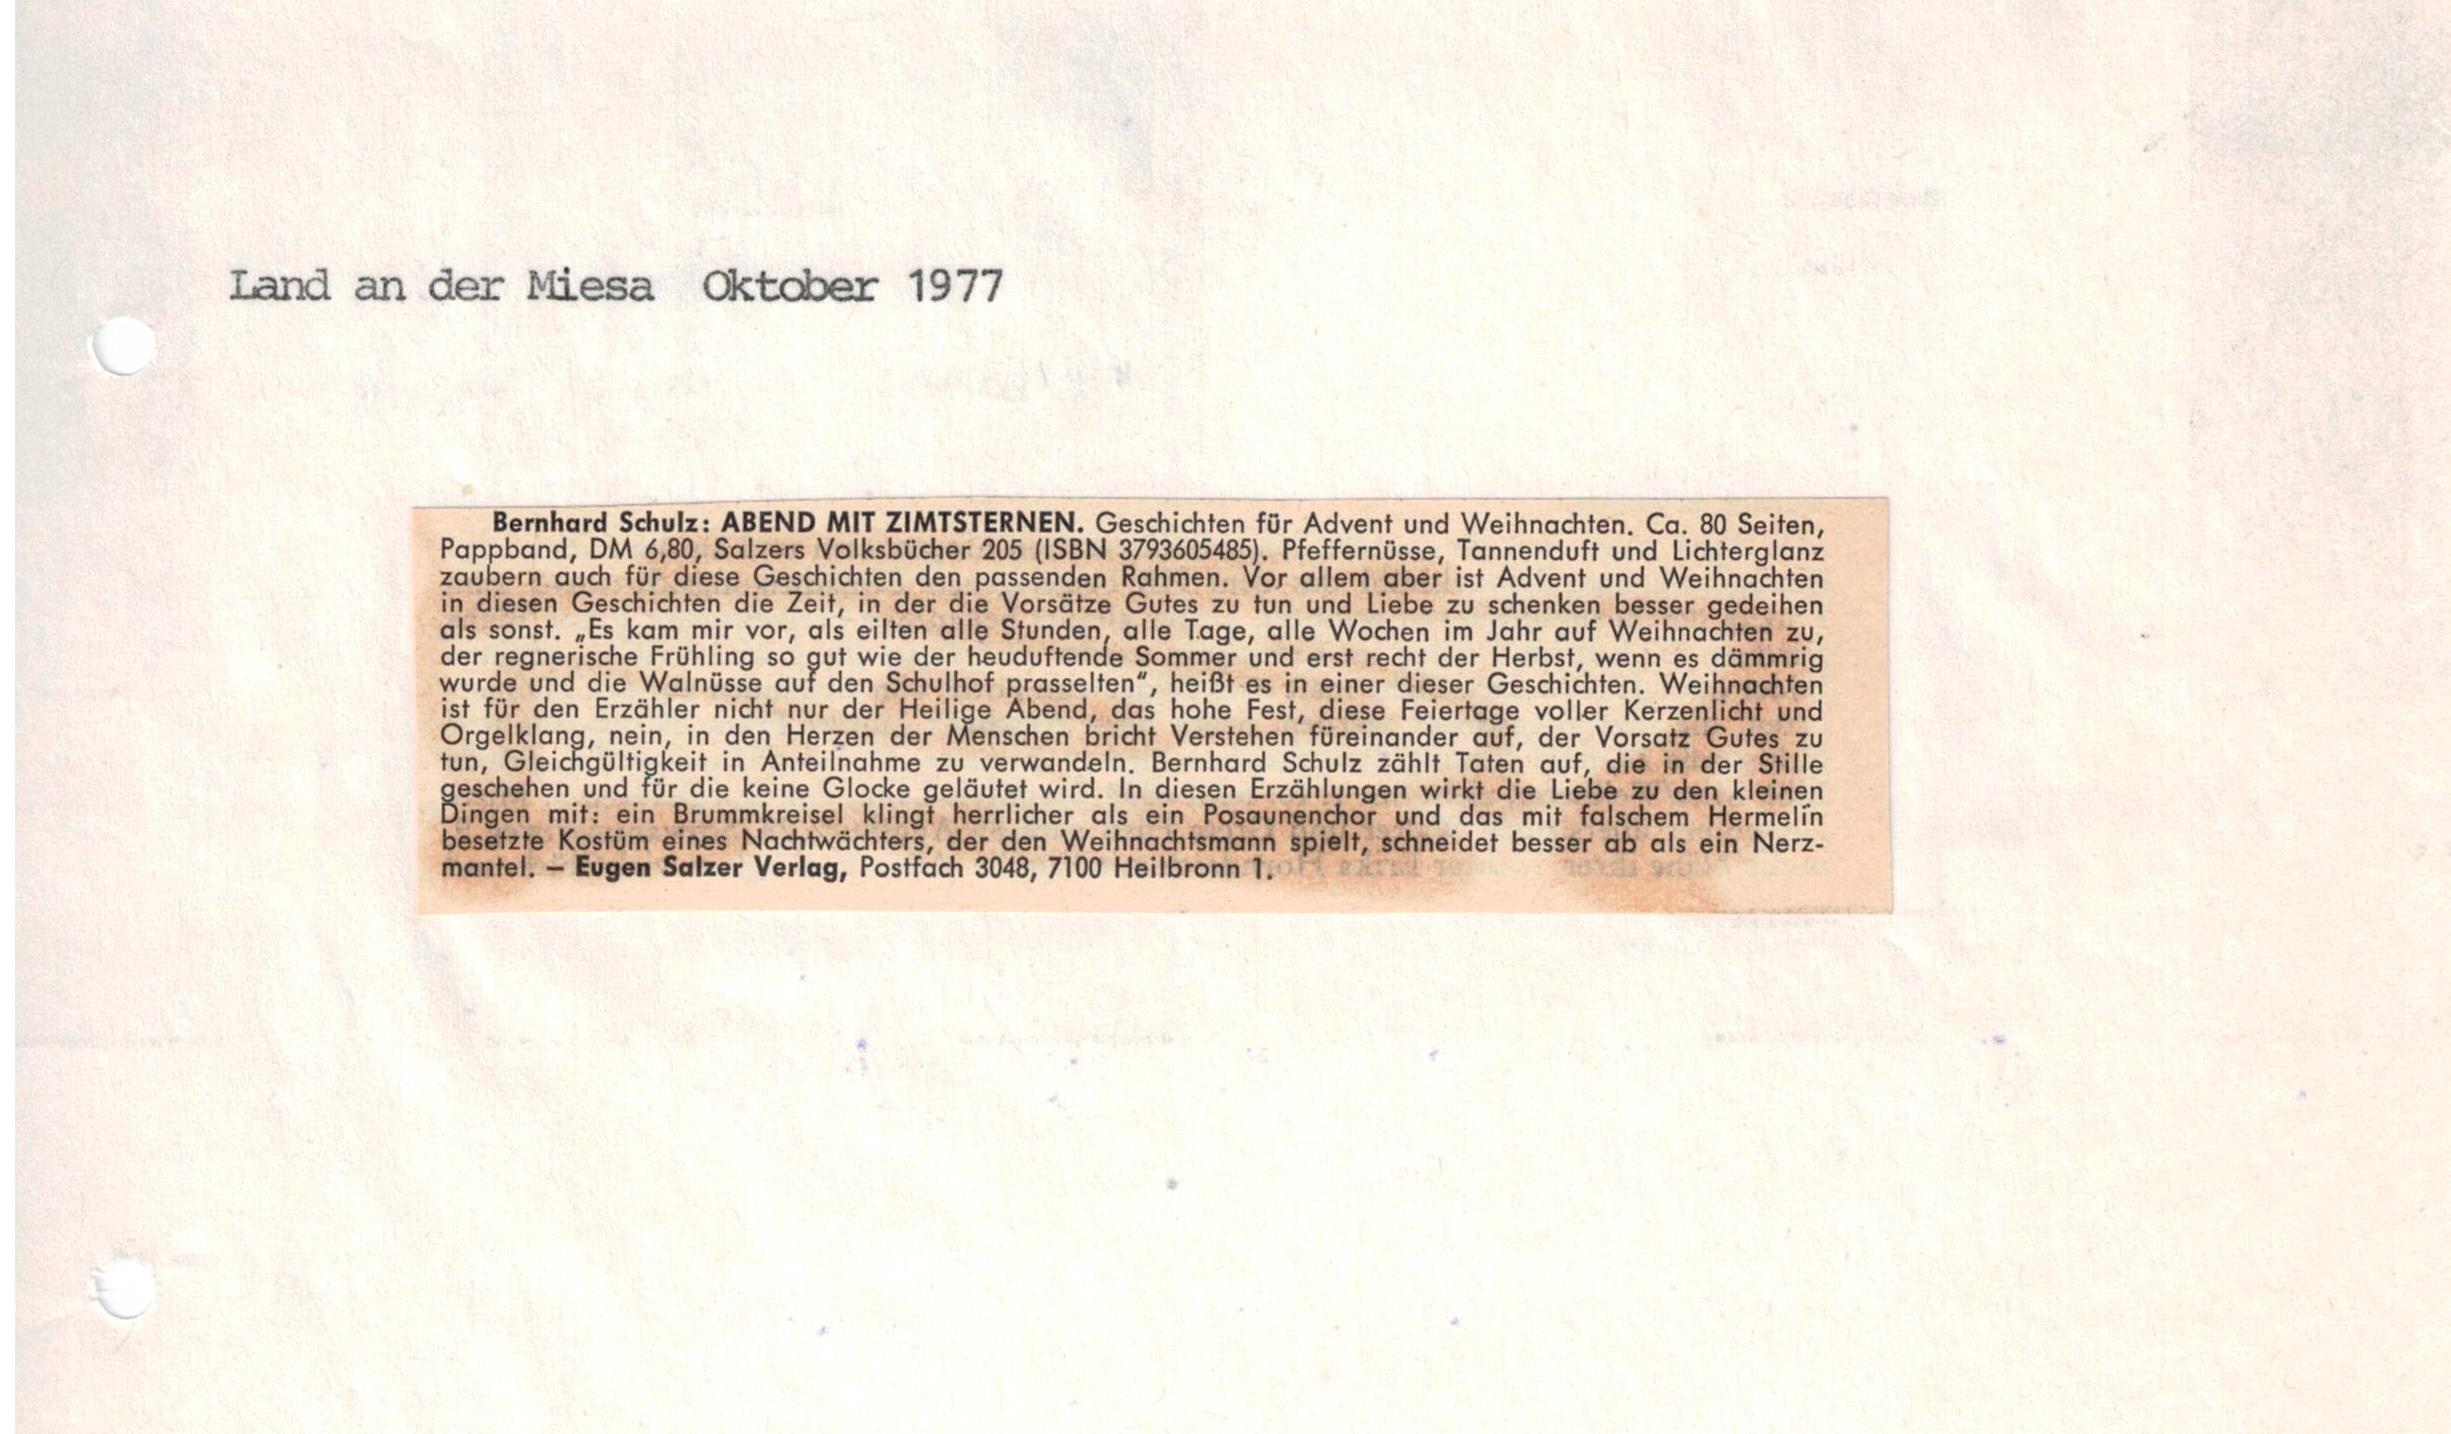 Land an der Miesa Oktober 1977
Bernhard Schulz: ABEND MIT ZIMTSTERNEN. Geschichten für Advent und Weihnachten. Ca. 80 Seiten,
Pappband, DM 6,80, Salzers Volksbücher 205 (ISBN 3793605485). Pfeffernüsse, Tannenduft und Lichterglanz
zaubern auch für diese Geschichten den passenden Rahmen. Vor allem aber ist Advent und Weihnachten
in diesen Geschichten die Zeit, in der die Vorsätze Gutes zu tun und Liebe zu schenken besser gedeihen
als sonst. „Es kam mir vor, als eilten alle Stunden, alle Tage, alle Wochen im Jahr auf Weihnachten zu,
der regnerische Frühling so gut wie der heuduftende Sommer und erst recht der Herbst, wenn es dämmrig
wurde und die Walnüsse auf den Schulhof prasselten“, heißt es in einer dieser Geschichten. Weihnachten
ist für den Erzähler nicht nur der Heilige Abend, das hohe Fest, diese Feiertage voller Kerzenlicht und
Orgelklang, nein, in den Herzen der Menschen bricht Verstehen füreinander auf, der Vorsatz Gutes zu
tun, Gleichgültigkeit in Anteilnahme zu verwandeln. Bernhard Schulz zählt Taten auf, die in der Stille
geschehen und für die keine Glocke geläutet wird. In diesen Erzählungen wirkt die Liebe zu den kleinen
Dingen mit: ein Brummkreisel klingt herrlicher als ein Posaunenchor und das mit falschem Hermelin
besetzte Kostüm eines Nachtwächters, der den Weihnachtsmann spielt, schneidet besser ab als ein Nerz-
mantel. — Eugen Salzer Verlag, Postfach 3048, 7100 Heilbronn 1.